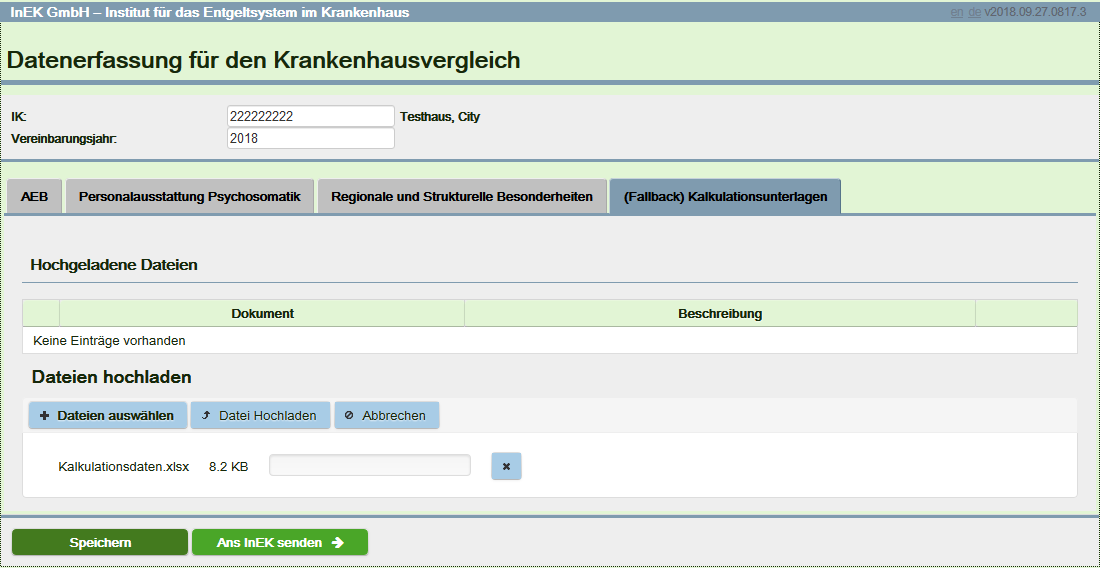 InEK GmbH – Institut für das Entgeltsystem im Krankenhaus en de v2018.09.27.0817.3
Datenerfassung für den Krankenhausvergleich
IK: 222222222 Testhaus, City
Vereinbarungsjahr: 2018
AEB Personalausstattung Psychosomatik Regionale und Strukturelle Besonderheiten (Fallback) Kalkulationsunterlagen
Hochgeladene Dateien
Dokument Beschreibung
Keine Einträge vorhanden
Dateien hochladen
Dateien auswählen Datei Hochladen Abbrechen
Kalkulationsdaten.xlsx 8.2 KB
Speichern Ans InEK senden